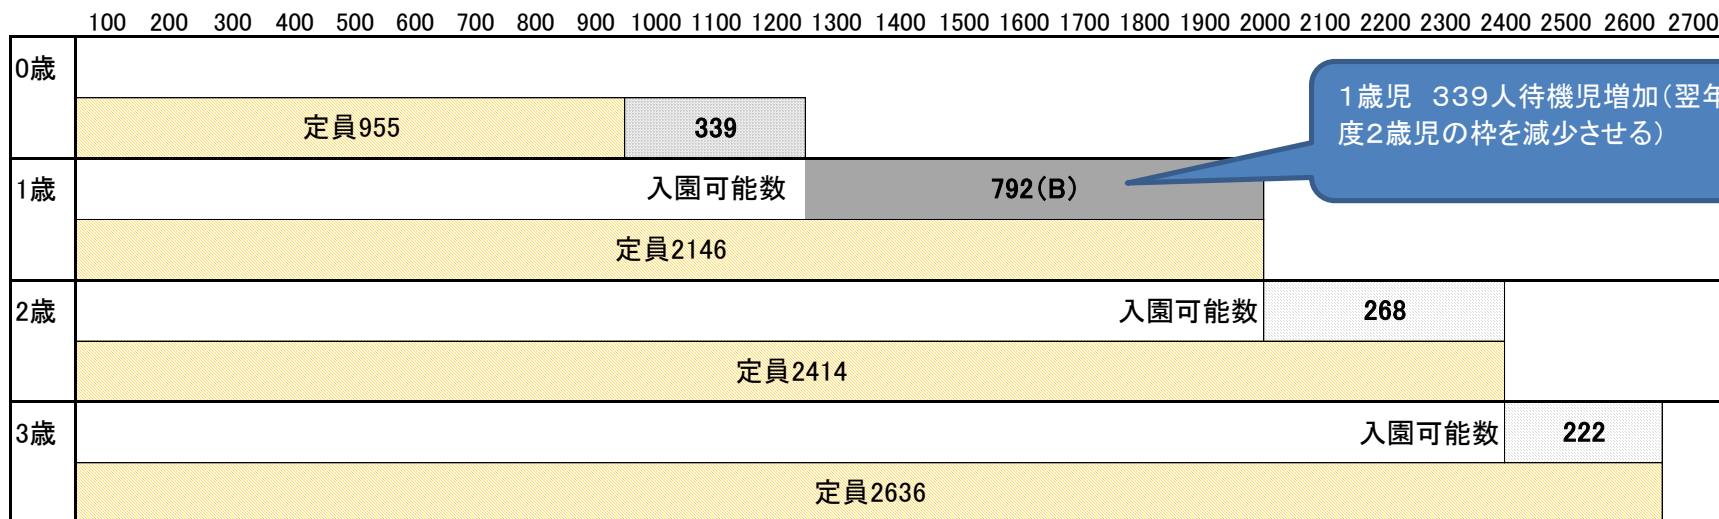 100 200 300 400 500 600 700 800 900 1000 1100 1200 1300 1400 1500 1600 1700 1800 1900 2000 2100 2200 2300 2400 2500 2600 2700
0歳
1歳児 339人待機児増加(翌年
度2歳児の枠を減少させる)
定員955 339
1歳 入園可能数 792(B)
定員2146
2歳 入園可能数 268
定員2414
3歳 入園可能数 222
定員2636